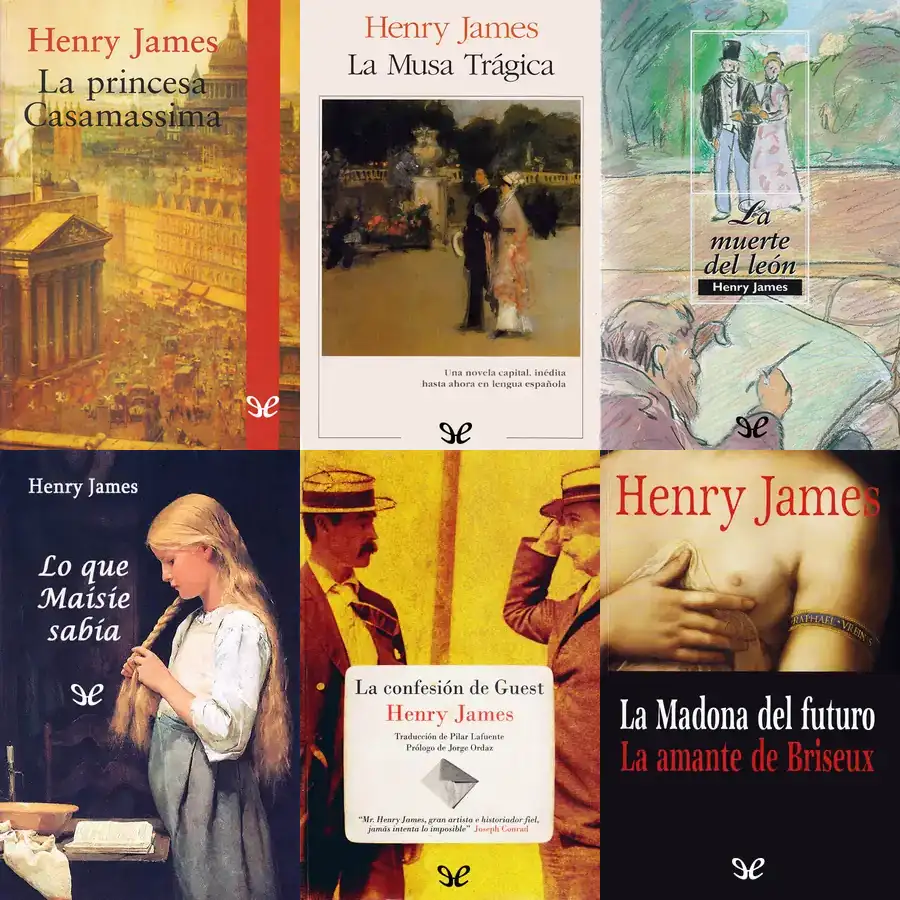 Henry James
La princesa
Casamassima
Henry James
La Musa Trágica
Una novela capital, inédita
hasta ahora en lengua española
La
muerte
del león
Henry James
Henry James
Lo que
Maisie
sabía
La confesión de Guest
Henry James
Traducción de Pilar Lafuente
Prólogo de Jorge Ordaz
“Mr. Henry James, gran artista e historiador fiel,
jamás intenta lo imposible” Joseph Conrad
Henry James
RAPHAEL·VRBINS
La Madona del futuro
La amante de Briseux